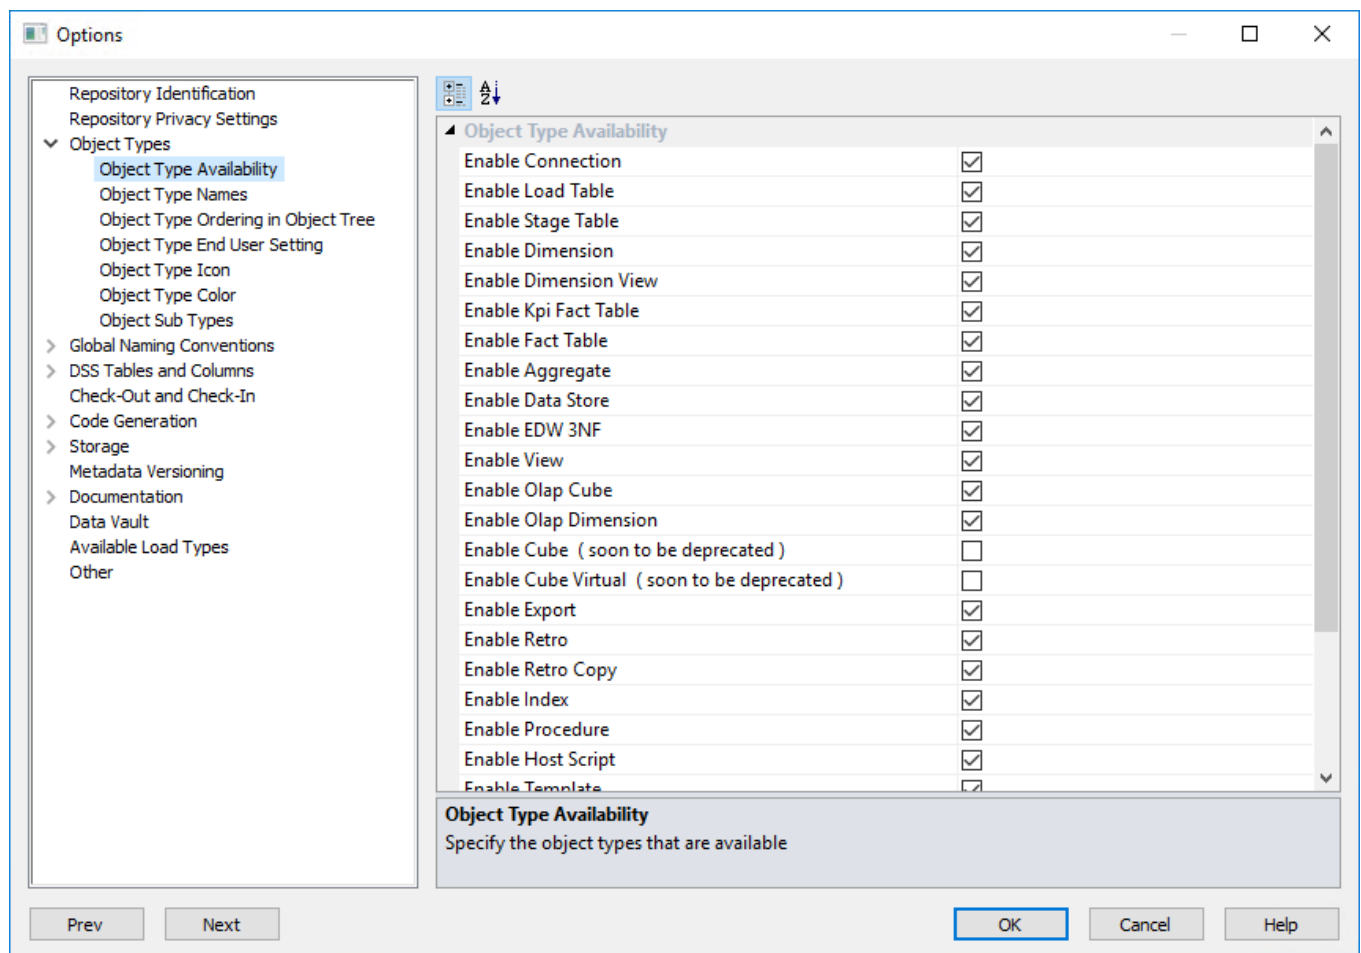 Options
Repository Identification
Repository Privacy Settings
Object Types
Object Type Availability
Object Type Names
Object Type Ordering in Object Tree
Object Type End User Setting
Object Type Icon
Object Type Color
Object Sub Types
Global Naming Conventions
DSS Tables and Columns
Check-Out and Check-In
Code Generation
Storage
Metadata Versioning
Documentation
Data Vault
Available Load Types
Other
Object Type Availability
Enable Connection
Enable Load Table
Enable Stage Table
Enable Dimension
Enable Dimension View
Enable Kpi Fact Table
Enable Fact Table
Enable Aggregate
Enable Data Store
Enable EDW 3NF
Enable View
Enable Olap Cube
Enable Olap Dimension
Enable Cube ( soon to be deprecated )
Enable Cube Virtual ( soon to be deprecated )
Enable Export
Enable Retro
Enable Retro Copy
Enable Index
Enable Procedure
Enable Host Script
Enable Template
Object Type Availability
Specify the object types that are available
Prev
Next
OK
Cancel
Help